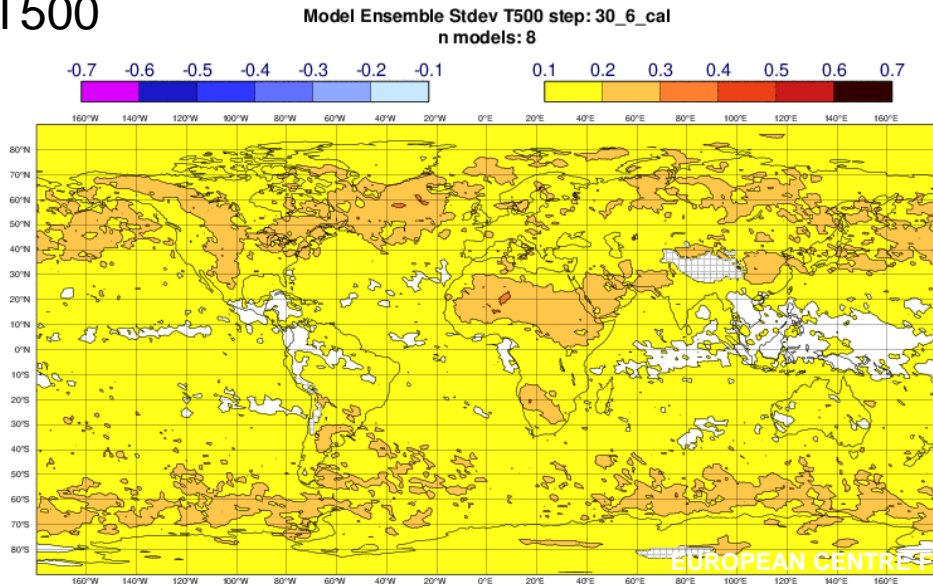 T500
Model Ensemble Stdev T500 step: 30_6_cal
n models: 8
-0.7 -0.6 -0.5 -0.4 -0.3 -0.2 -0.1 0.1 0.2 0.3 0.4 0.5 0.6 0.7
160°W 140°W 120°W 100°W 80°W 60°W 40°W 20°W 0°E 20°E 40°E 60°E 80°E 100°E 120°E 140°E 160°E
80°N
70°N
60°N
50°N
40°N
30°N
20°N
10°N
0°N
10°S
20°S
30°S
40°S
50°S
60°S
70°S
80°S
EUROPEAN CENTRE F
160°W 140°W 120°W 100°W 80°W 60°W 40°W 20°W 0°E 20°E 40°E 60°E 80°E 100°E 120°E 140°E 160°E